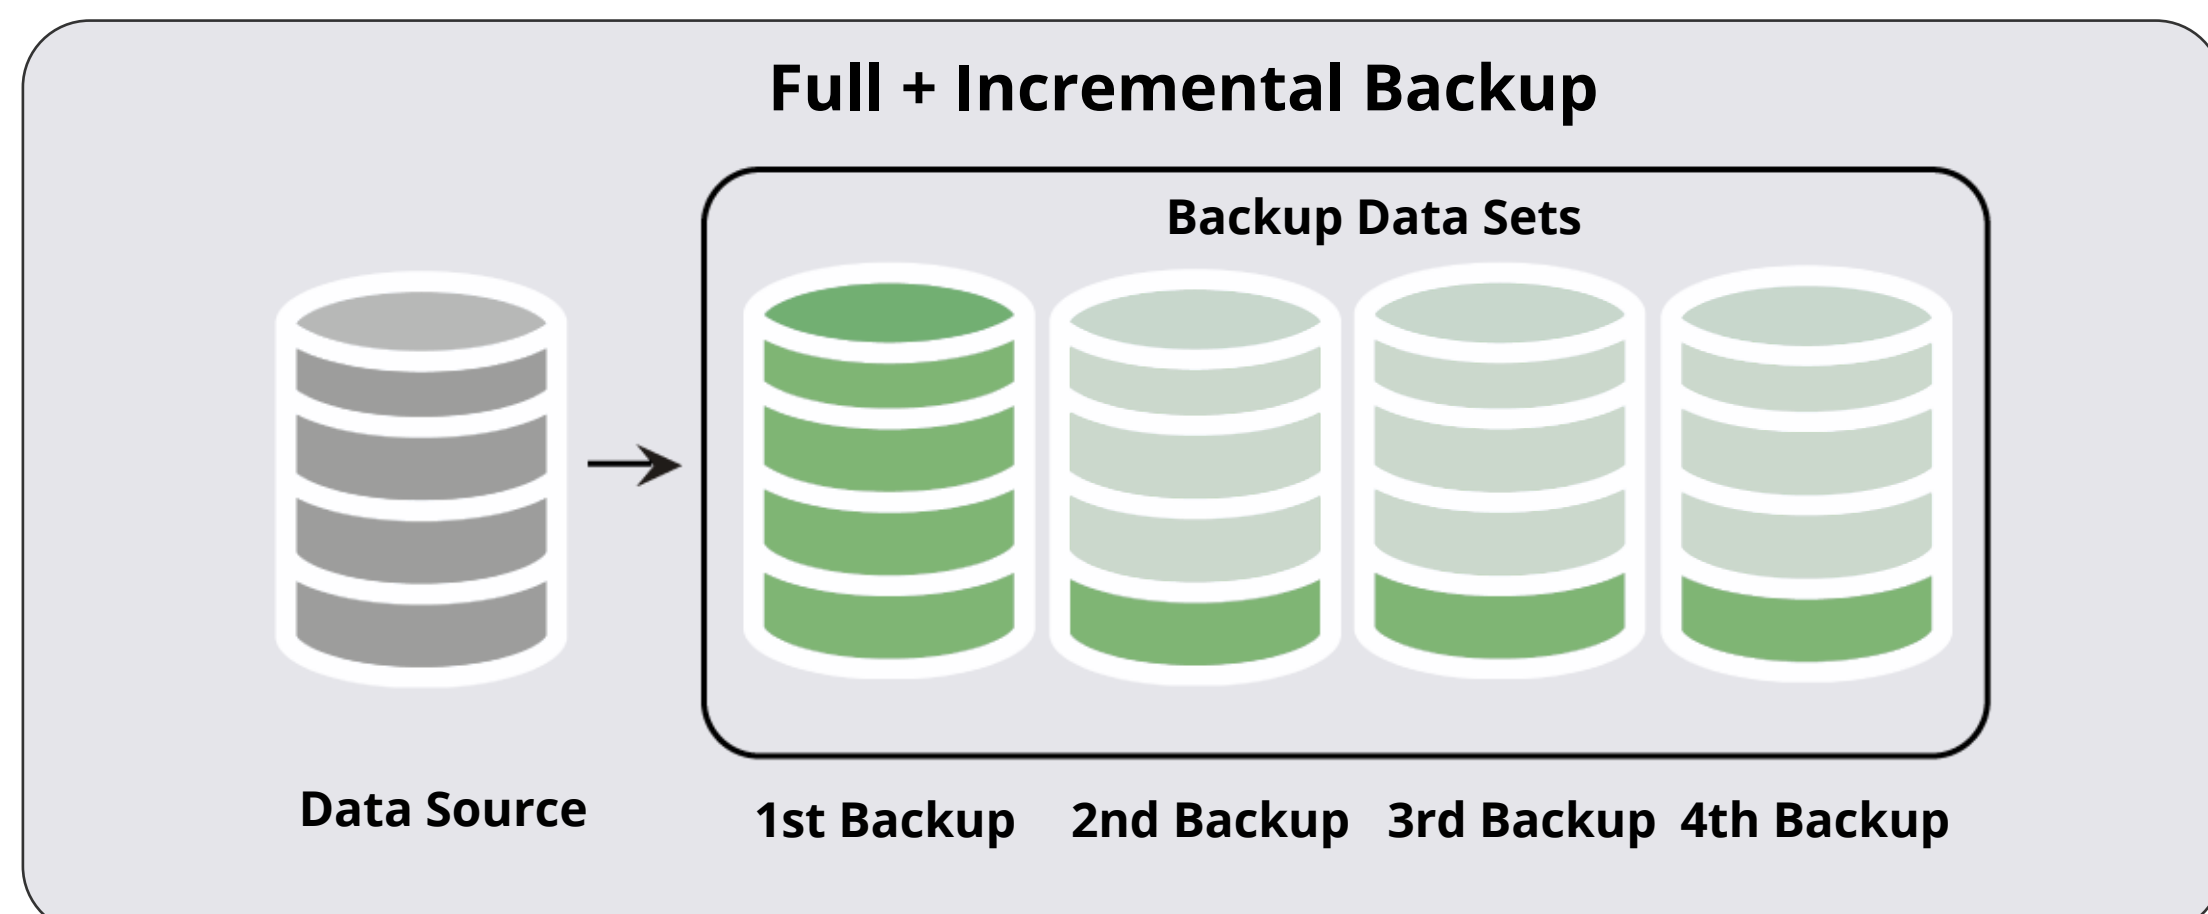 Full + Incremental Backup
Backup Data Sets
Data Source
1st Backup
2nd Backup
3rd Backup
4th Backup